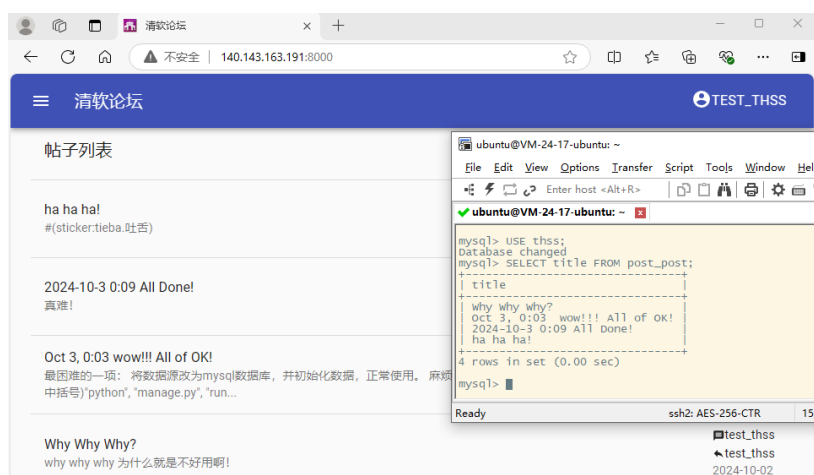 清软论坛
不安全 | 140.143.163.191:8000
清软论坛
TEST_THSS
帖子列表
ha ha ha!
#(sticker:tieba.吐舌)
2024-10-3 0:09 All Done!
真难！
Oct 3, 0:03 wow!!! All of OK!
最困难的一项： 将数据源改为mysql数据库，并初始化数据，正常使用。 麻烦
中括号)"python", "manage.py", "run...
Why Why Why?
why why why 为什么就是不好用啊！
ubuntu@VM-24-17-ubuntu: ~
File Edit View Options Transfer Script Tools Window Hel
Enter host <Alt+R>
ubuntu@VM-24-17-ubuntu: ~
mysql> USE thss;
Database changed
mysql> SELECT title FROM post_post;
+-------------------------------+
| title |
+-------------------------------+
| Why Why Why? |
| Oct 3, 0:03 wow!!! All of OK! |
| 2024-10-3 0:09 All Done! |
| ha ha ha! |
+-------------------------------+
4 rows in set (0.00 sec)
mysql>
Ready ssh2: AES-256-CTR 15
test_thss
test_thss
2024-10-02